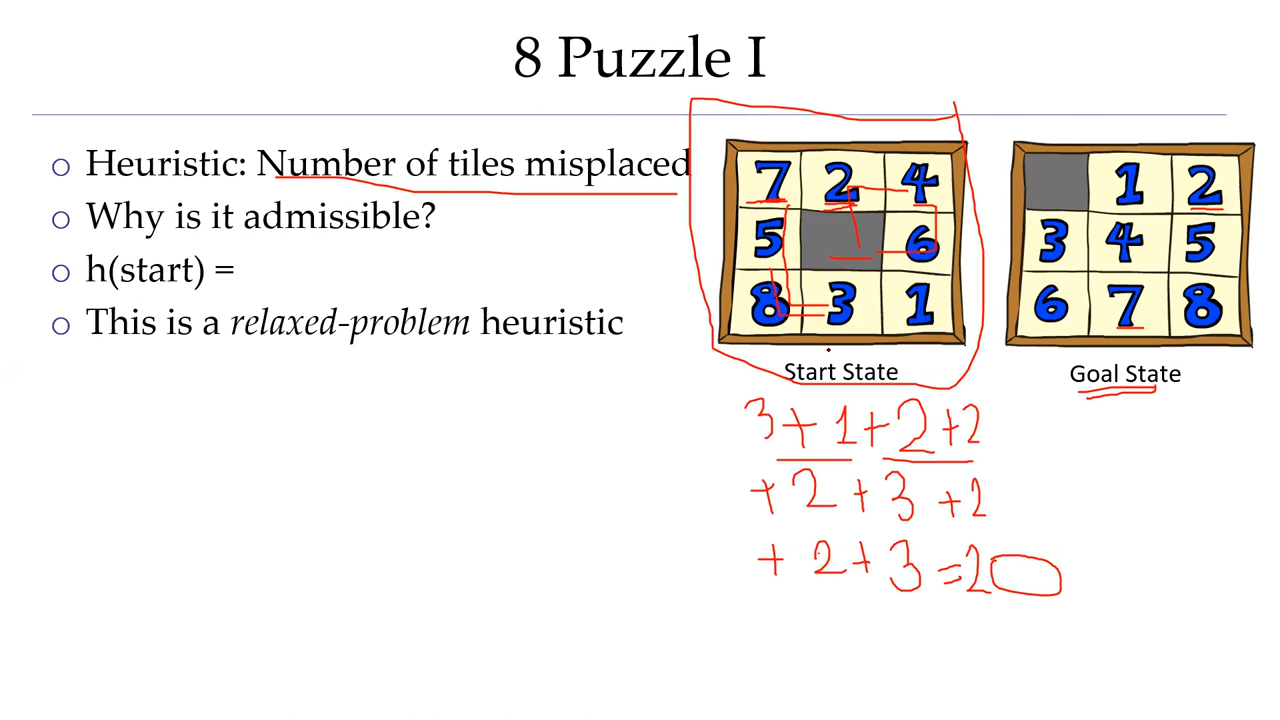 8 Puzzle I
Heuristic: Number of tiles misplaced
Why is it admissible?
h(start) =
This is a relaxed-problem heuristic
7 2 4
5 6
8 3 1
Start State
1 2
3 4 5
6 7 8
Goal State
3+1+2+2
+2+3+2
+2+3=20